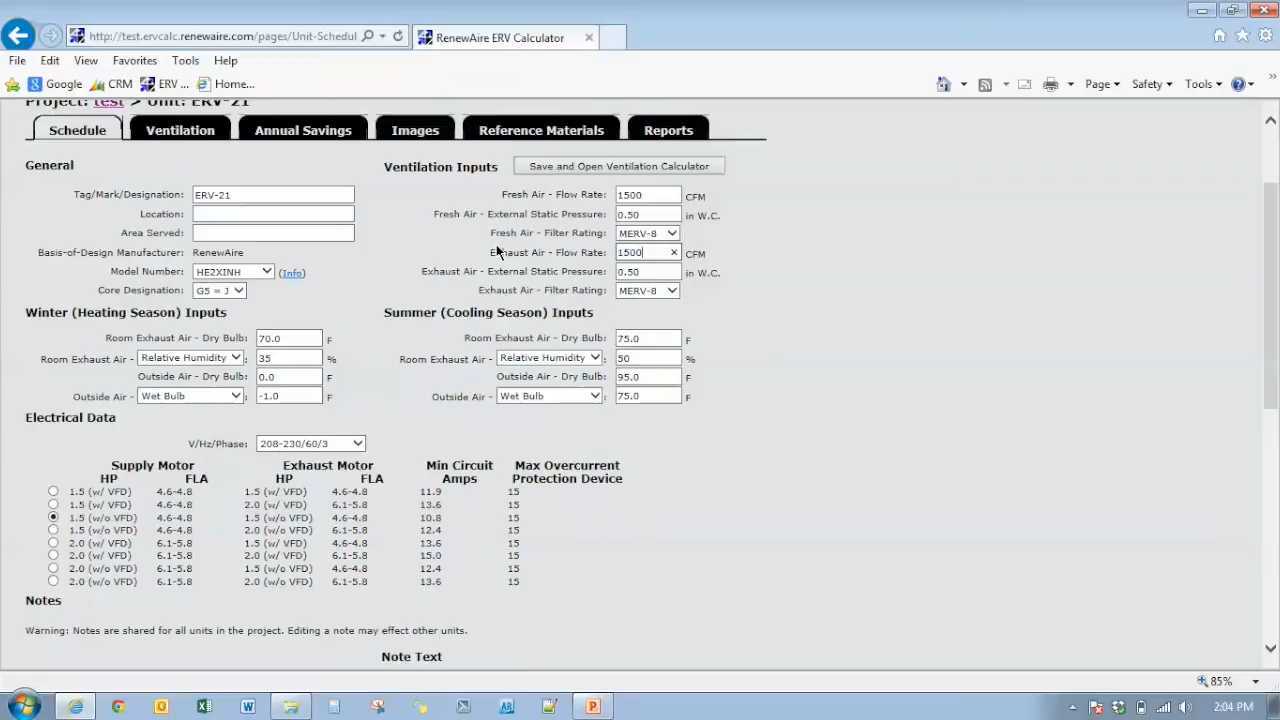 http://test.ervcalc.renewaire.com/pages/Unit-Schedul
RenewAire ERV Calculator
File Edit View Favorites Tools Help
Google CRM ERV ... Home...
Page Safety Tools
Project: test > Unit: ERV-21
Schedule Ventilation Annual Savings Images Reference Materials Reports
General
Tag/Mark/Designation: ERV-21
Location:
Area Served:
Basis-of-Design Manufacturer: RenewAire
Model Number: HE2XINH (Info)
Core Designation: G5 = J
Ventilation Inputs Save and Open Ventilation Calculator
Fresh Air - Flow Rate: 1500 CFM
Fresh Air - External Static Pressure: 0.50 in W.C.
Fresh Air - Filter Rating: MERV-8
Exhaust Air - Flow Rate: 1500 CFM
Exhaust Air - External Static Pressure: 0.50 in W.C.
Exhaust Air - Filter Rating: MERV-8
Winter (Heating Season) Inputs
Room Exhaust Air - Dry Bulb: 70.0 F
Room Exhaust Air - Relative Humidity : 35 %
Outside Air - Dry Bulb: 0.0 F
Outside Air - Wet Bulb : -1.0 F
Summer (Cooling Season) Inputs
Room Exhaust Air - Dry Bulb: 75.0 F
Room Exhaust Air - Relative Humidity : 50 %
Outside Air - Dry Bulb: 95.0 F
Outside Air - Wet Bulb : 75.0 F
Electrical Data
V/Hz/Phase: 208-230/60/3
Supply Motor Exhaust Motor Min Circuit Max Overcurrent
HP FLA HP FLA Amps Protection Device
1.5 (w/ VFD) 4.6-4.8 1.5 (w/ VFD) 4.6-4.8 11.9 15
1.5 (w/ VFD) 4.6-4.8 2.0 (w/ VFD) 6.1-5.8 13.6 15
1.5 (w/o VFD) 4.6-4.8 1.5 (w/o VFD) 4.6-4.8 10.8 15
1.5 (w/o VFD) 4.6-4.8 2.0 (w/o VFD) 6.1-5.8 12.4 15
2.0 (w/ VFD) 6.1-5.8 1.5 (w/ VFD) 4.6-4.8 13.6 15
2.0 (w/ VFD) 6.1-5.8 2.0 (w/ VFD) 6.1-5.8 15.0 15
2.0 (w/o VFD) 6.1-5.8 1.5 (w/o VFD) 4.6-4.8 12.4 15
2.0 (w/o VFD) 6.1-5.8 2.0 (w/o VFD) 6.1-5.8 13.6 15
Notes
Warning: Notes are shared for all units in the project. Editing a note may effect other units.
Note Text
85%
2:04 PM